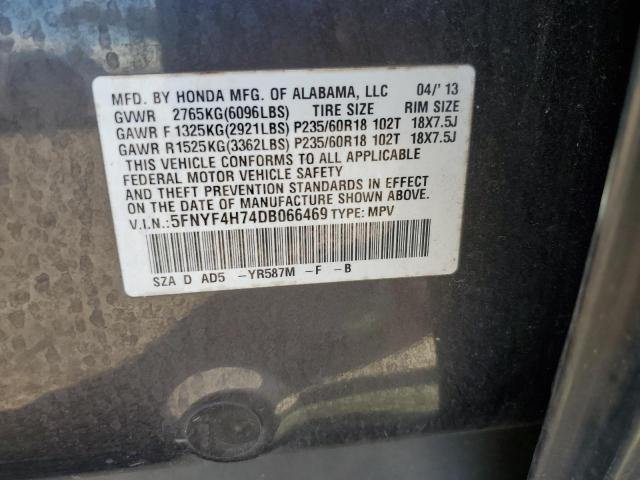 MFD. BY HONDA MFG. OF ALABAMA, LLC 04/'13
GVWR 2765KG(6096LBS) TIRE SIZE RIM SIZE
GAWR F1325KG(2921LBS) P235/60R18 102T 18X7.5J
GAWR R1525KG(3362LBS) P235/60R18 102T 18X7.5J
THIS VEHICLE CONFORMS TO ALL APPLICABLE
FEDERAL MOTOR VEHICLE SAFETY
AND THEFT PREVENTION STANDARDS IN EFFECT
ON THE DATE OF MANUFACTURE SHOWN ABOVE.
V.I.N.:5FNYF4H74DB066469 TYPE: MPV
SZA D AD5 -YR587M -F -B